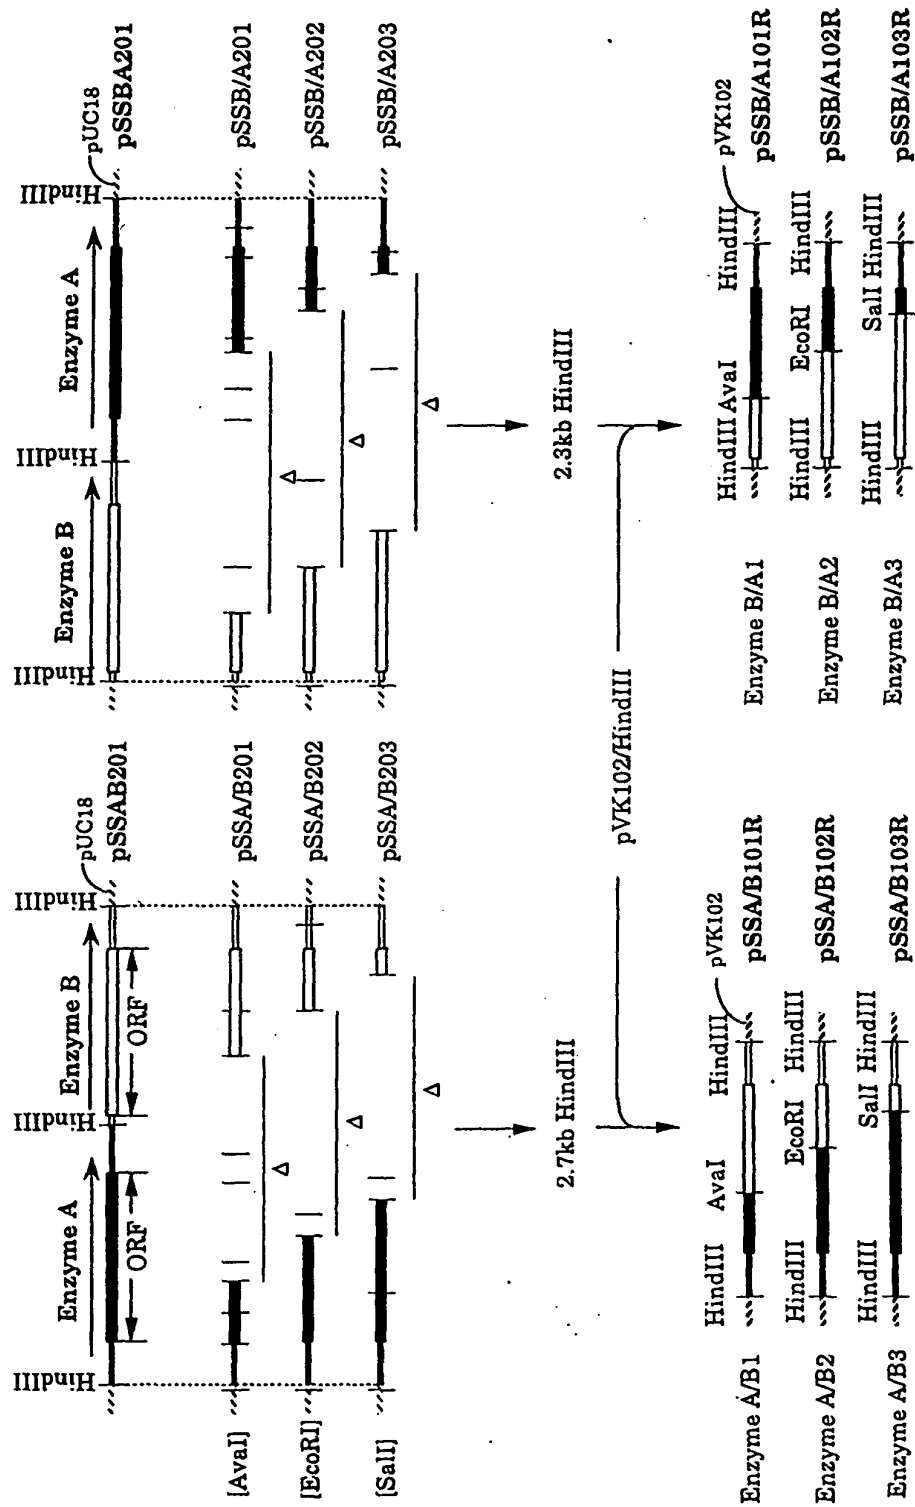 HindIII
HindIII
HindIII
pUC18
Enzyme A
Enzyme B
pSSAB201
ORF
ORF
[AvaI]
pSSA/B201
[EcoRI]
pSSA/B202
[SalI]
pSSA/B203
Δ
Δ
Δ
HindIII
HindIII
HindIII
pUC18
Enzyme B
Enzyme A
pSSBA201
pSSB/A201
pSSB/A202
pSSB/A203
Δ
Δ
Δ
2.7kb HindIII
2.3kb HindIII
pVK102/HindIII
pVK102
HindIII AvaI HindIII
Enzyme A/B1
pSSA/B101R
HindIII EcoRI HindIII
Enzyme A/B2
pSSA/B102R
HindIII SalI HindIII
Enzyme A/B3
pSSA/B103R
pVK102
HindIII AvaI HindIII
Enzyme B/A1
pSSB/A101R
HindIII EcoRI HindIII
Enzyme B/A2
pSSB/A102R
HindIII SalI HindIII
Enzyme B/A3
pSSB/A103R